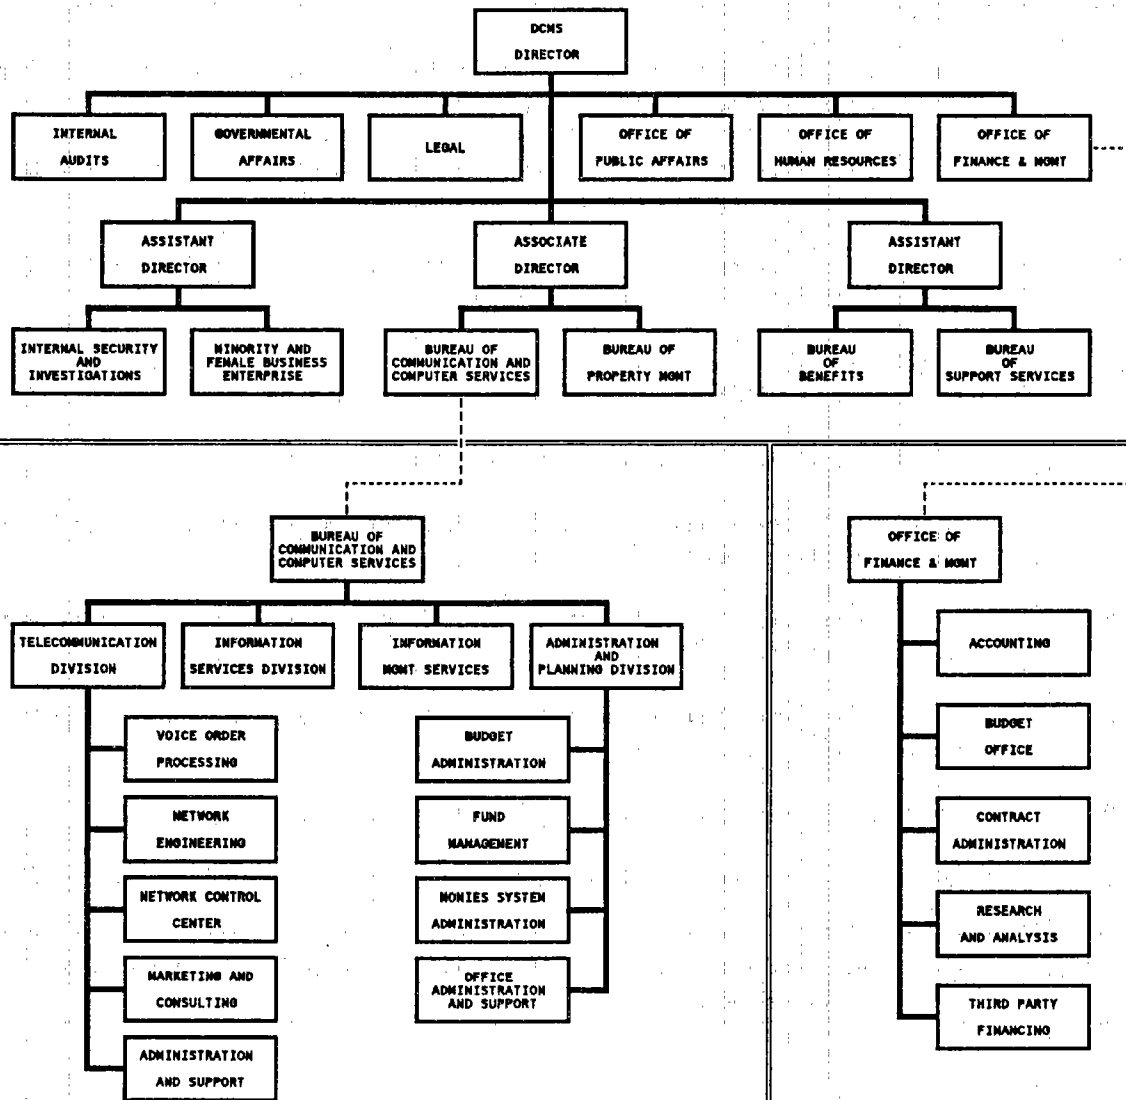 DCMS
DIRECTOR
INTERNAL
AUDITS
GOVERNMENTAL
AFFAIRS
LEGAL
OFFICE OF
PUBLIC AFFAIRS
OFFICE OF
HUMAN RESOURCES
OFFICE OF
FINANCE & MGMT
ASSISTANT
DIRECTOR
ASSOCIATE
DIRECTOR
ASSISTANT
DIRECTOR
INTERNAL SECURITY
AND
INVESTIGATIONS
MINORITY AND
FEMALE BUSINESS
ENTERPRISE
BUREAU OF
COMMUNICATION AND
COMPUTER SERVICES
BUREAU OF
PROPERTY MGMT
BUREAU
OF
BENEFITS
BUREAU
OF
SUPPORT SERVICES
BUREAU OF
COMMUNICATION AND
COMPUTER SERVICES
TELECOMMUNICATION
DIVISION
INFORMATION
SERVICES DIVISION
INFORMATION
MGMT SERVICES
ADMINISTRATION
AND
PLANNING DIVISION
VOICE ORDER
PROCESSING
NETWORK
ENGINEERING
NETWORK CONTROL
CENTER
MARKETING AND
CONSULTING
ADMINISTRATION
AND SUPPORT
BUDGET
ADMINISTRATION
FUND
MANAGEMENT
MONIES SYSTEM
ADMINISTRATION
OFFICE
ADMINISTRATION
AND SUPPORT
OFFICE OF
FINANCE & MGMT
ACCOUNTING
BUDGET
OFFICE
CONTRACT
ADMINISTRATION
RESEARCH
AND ANALYSIS
THIRD PARTY
FINANCING